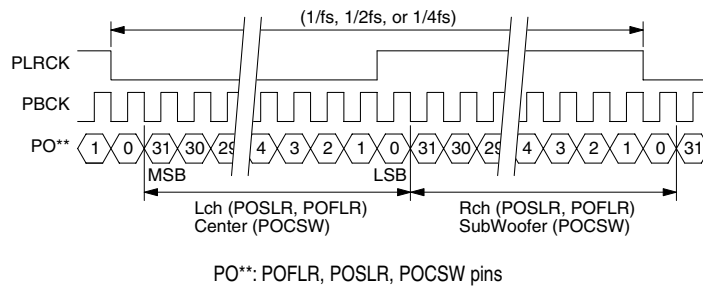 (1/fs, 1/2fs, or 1/4fs)
PLRCK
PBCK
PO** 1 0 31 30 29 4 3 2 1 0 31 30 29 4 3 2 1 0 31
MSB LSB
Lch (POSLR, POFLR) Rch (POSLR, POFLR)
Center (POCSW) SubWoofer (POCSW)
PO**: POFLR, POSLR, POCSW pins